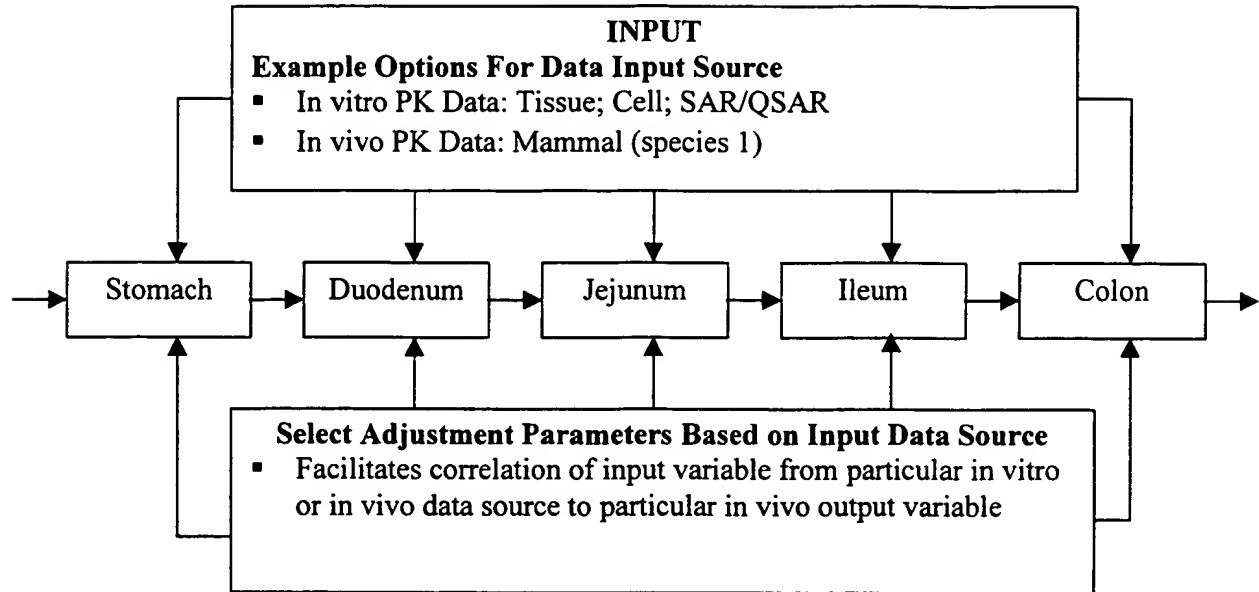 INPUT
Example Options For Data Input Source
▪ In vitro PK Data: Tissue; Cell; SAR/QSAR
▪ In vivo PK Data: Mammal (species 1)
Stomach
Duodenum
Jejunum
Ileum
Colon
Select Adjustment Parameters Based on Input Data Source
▪ Facilitates correlation of input variable from particular in vitro
or in vivo data source to particular in vivo output variable